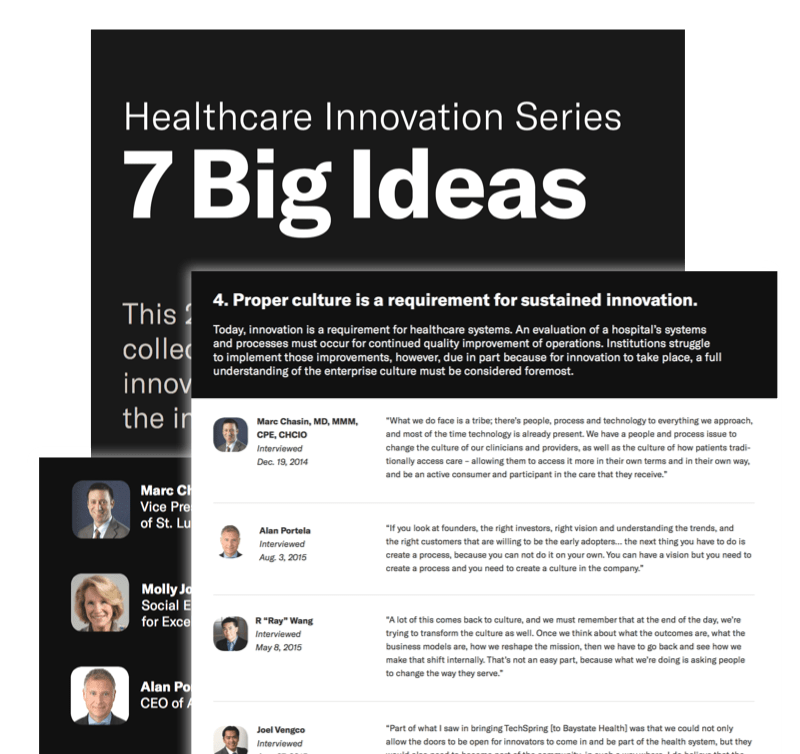 Healthcare Innovation Series
7 Big Ideas
This
collec
innov
the in
4. Proper culture is a requirement for sustained innovation.
Today, innovation is a requirement for healthcare systems. An evaluation of a hospital's systems
and processes must occur for continued quality improvement of operations. Institutions struggle
to implement those improvements, however, due in part because for innovation to take place, a full
understanding of the enterprise culture must be considered foremost.
Marc Chasin, MD, MMM,
CPE, CHCIO
Interviewed
Dec. 19, 2014
"What we do face is a tribe; there's people, process and technology to everything we approach,
and most of the time technology is already present. We have a people and process issue to
change the culture of our clinicians and providers, as well as the culture of how patients tradi-
tionally access care – allowing them to access it more in their own terms and in their own way,
and be an active consumer and participant in the care that they receive."
Alan Portela
Interviewed
Aug. 3, 2015
"If you look at founders, the right investors, right vision and understanding the trends, and
the right customers that are willing to be the early adopters... the next thing you have to do is
create a process, because you can not do it on your own. You can have a vision but you need to
create a process and you need to create a culture in the company."
R "Ray" Wang
Interviewed
May 8, 2015
"A lot of this comes back to culture, and we must remember that at the end of the day, we're
trying to transform the culture as well. Once we think about what the outcomes are, what the
business models are, how we reshape the mission, then we have to go back and see how we
make that shift internally. That's not an easy part, because what we're doing is asking people
to change the way they serve."
Joel Vengco
Interviewed
"Part of what I saw in bringing TechSpring [to Baystate Health] was that we could not only
allow the doors to be open for innovators to come in and be part of the health system, but they
Marc Ch
Vice Pre
of St. Lu
Molly Jo
Social E
for Exce
Alan Po
CEO of A